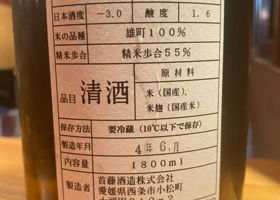 日本酒度 -3.0 酸度 1.6
米の品種 雄町100%
精米歩合 精米歩合55%
品目 清酒 原材料
米(国産)、
米麹(国産米)
保存方法 要冷蔵(10℃以下で保存)
製造年月 4年6月
内容量 1800ml
製造者 首藤酒造株式会社
愛媛県西条市小松町